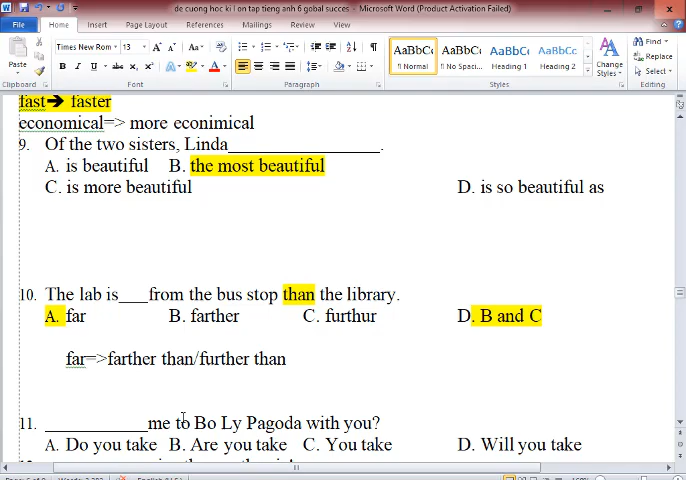 de cuong hoc ki I on tap tieng anh 6 gobal succes - Microsoft Word (Product Activation Failed)
File Home Insert Page Layout References Mailings Review View
Times New Rom 13
Paste
AaBbCc AaBbCc AaBbC AaBbCc
¶ Normal ¶ No Spaci... Heading 1 Heading 2
Change Styles
Find
Replace
Select
Clipboard Font Paragraph Styles Editing
fast➔ faster
economical=> more econimical
9. Of the two sisters, Linda_________________.
A. is beautiful B. the most beautiful
C. is more beautiful D. is so beautiful as
10. The lab is___from the bus stop than the library.
A. far B. farther C. furthur D. B and C
far=>farther than/further than
11. ____________me to Bo Ly Pagoda with you?
A. Do you take B. Are you take C. You take D. Will you take